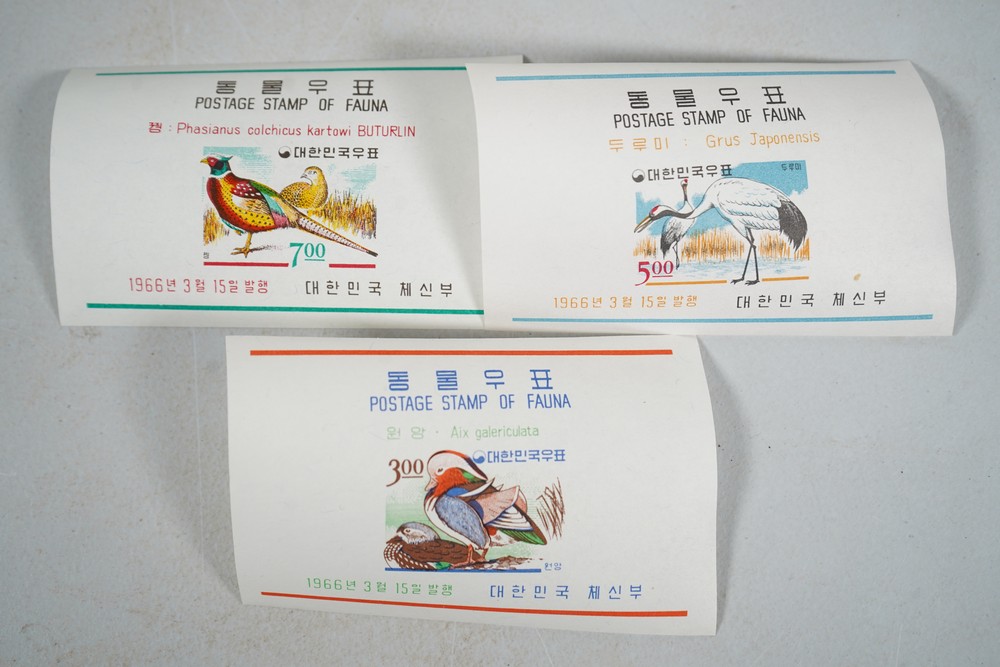 동물우표
POSTAGE STAMP OF FAUNA
꿩 : Phasianus colchicus kartowi BUTURLIN
대한민국우표
꿩
700
1966년 3월 15일 발행 대한민국 체신부
동물우표
POSTAGE STAMP OF FAUNA
두루미 : Grus Japonensis
대한민국우표
두루미
500
1966년 3월 15일 발행 대한민국 체신부
동물우표
POSTAGE STAMP OF FAUNA
원앙 · Aix galericulata
대한민국우표
300
원앙
1966년 3월 15일 발행 대한민국 체신부